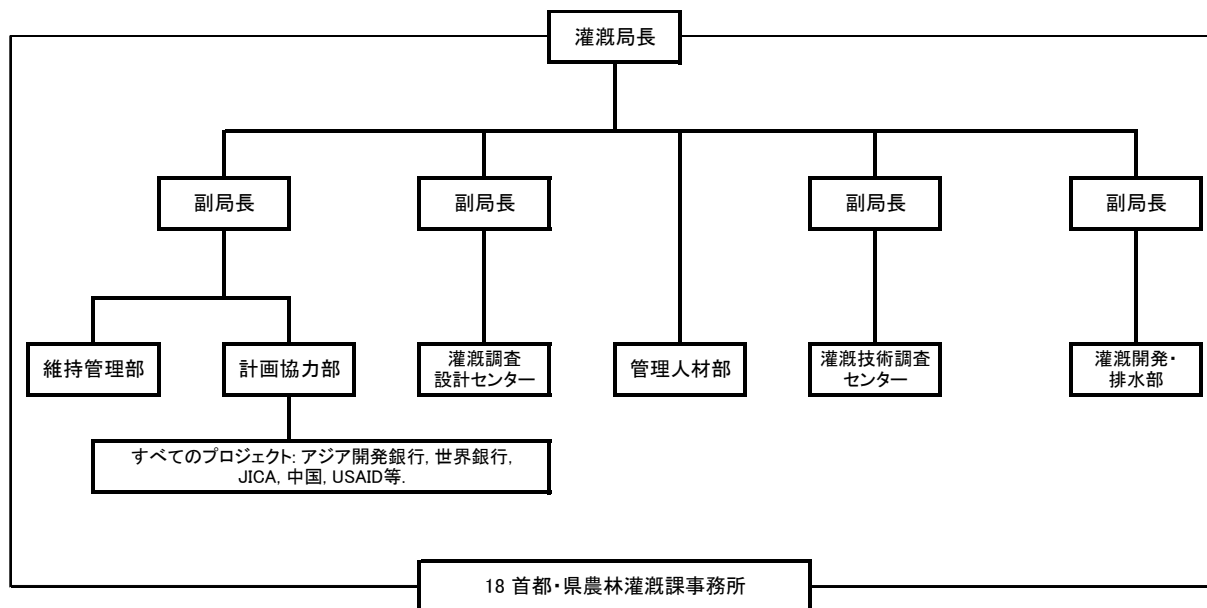 灌漑局長
副局長
副局長
副局長
副局長
維持管理部
計画協力部
灌漑調査
設計センター
管理人材部
灌漑技術調査
センター
灌漑開発・
排水部
すべてのプロジェクト: アジア開発銀行, 世界銀行,
JICA, 中国, USAID等.
18 首都・県農林灌漑課事務所